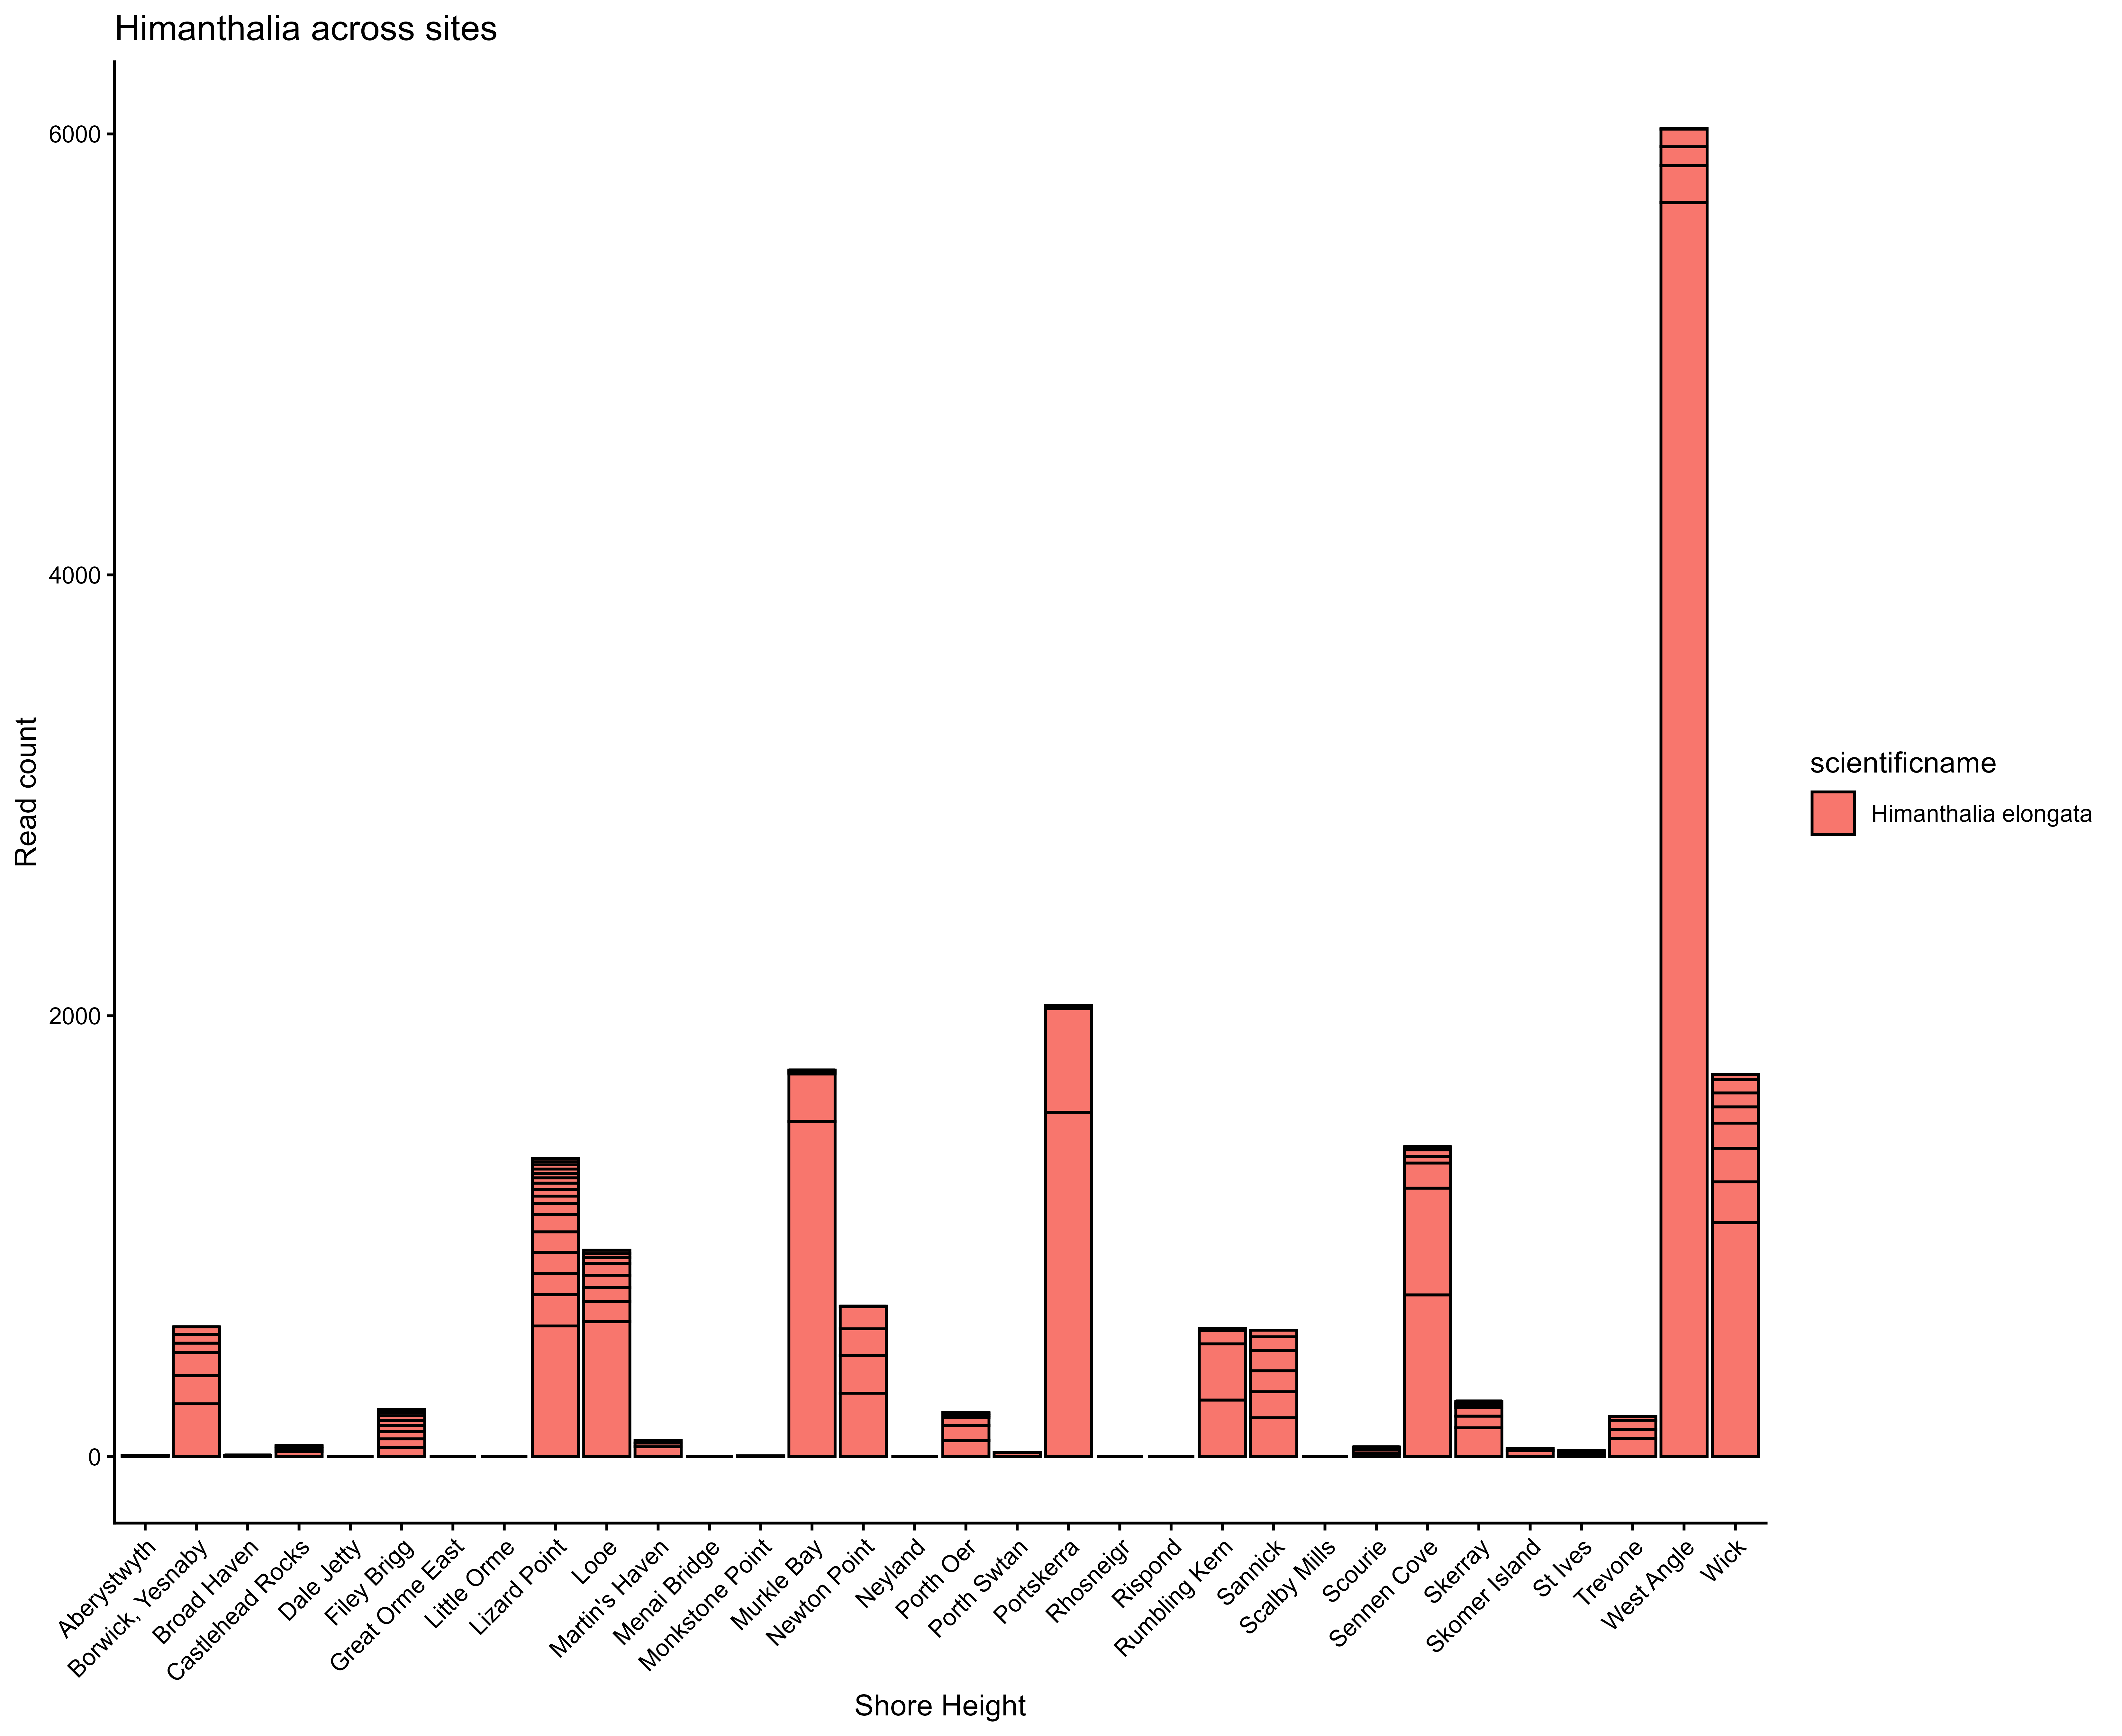 Himanthalia across sites
6000
4000
2000
0
Read count
Aberystwyth
Borwick, Yesnaby
Broad Haven
Castlehead Rocks
Dale Jetty
Filey Brigg
Great Orme East
Little Orme
Lizard Point
Looe
Martin's Haven
Menai Bridge
Monkstone Point
Murkle Bay
Newton Point
Neyland
Porth Oer
Porth Swtan
Portskerra
Rhosneigr
Rispond
Rumbling Kern
Sannick
Scalby Mills
Scourie
Sennen Cove
Skerray
Skomer Island
St Ives
Trevone
West Angle
Wick
Shore Height
scientificname
Himanthalia elongata